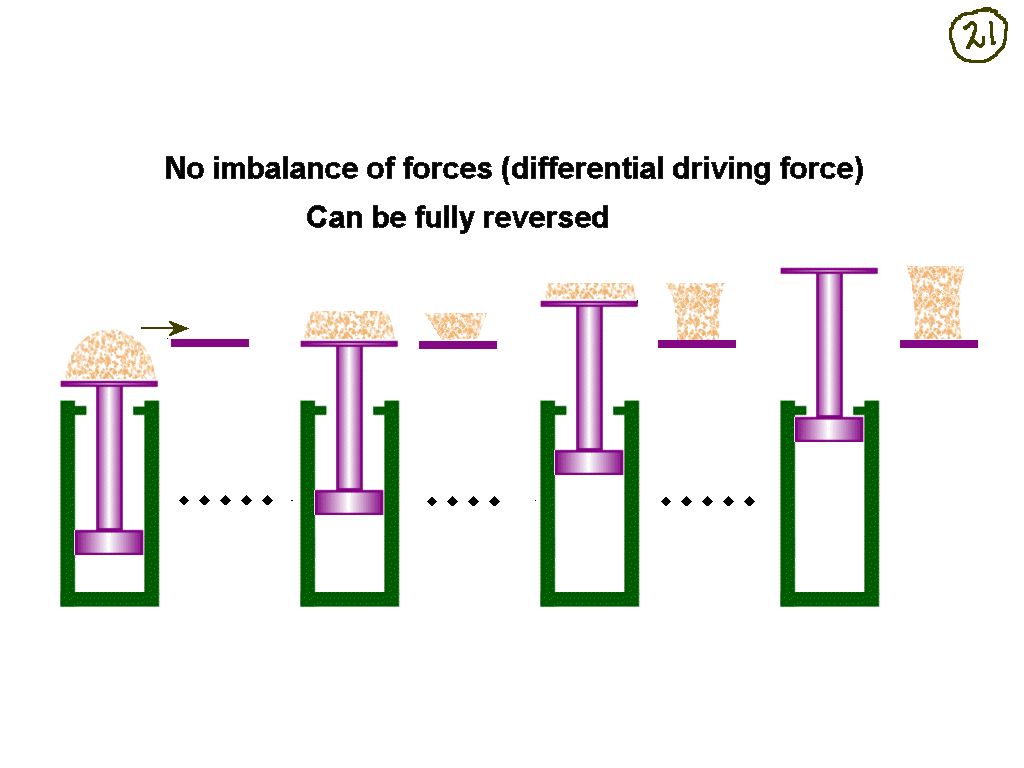 21
No imbalance of forces (differential driving force)
Can be fully reversed